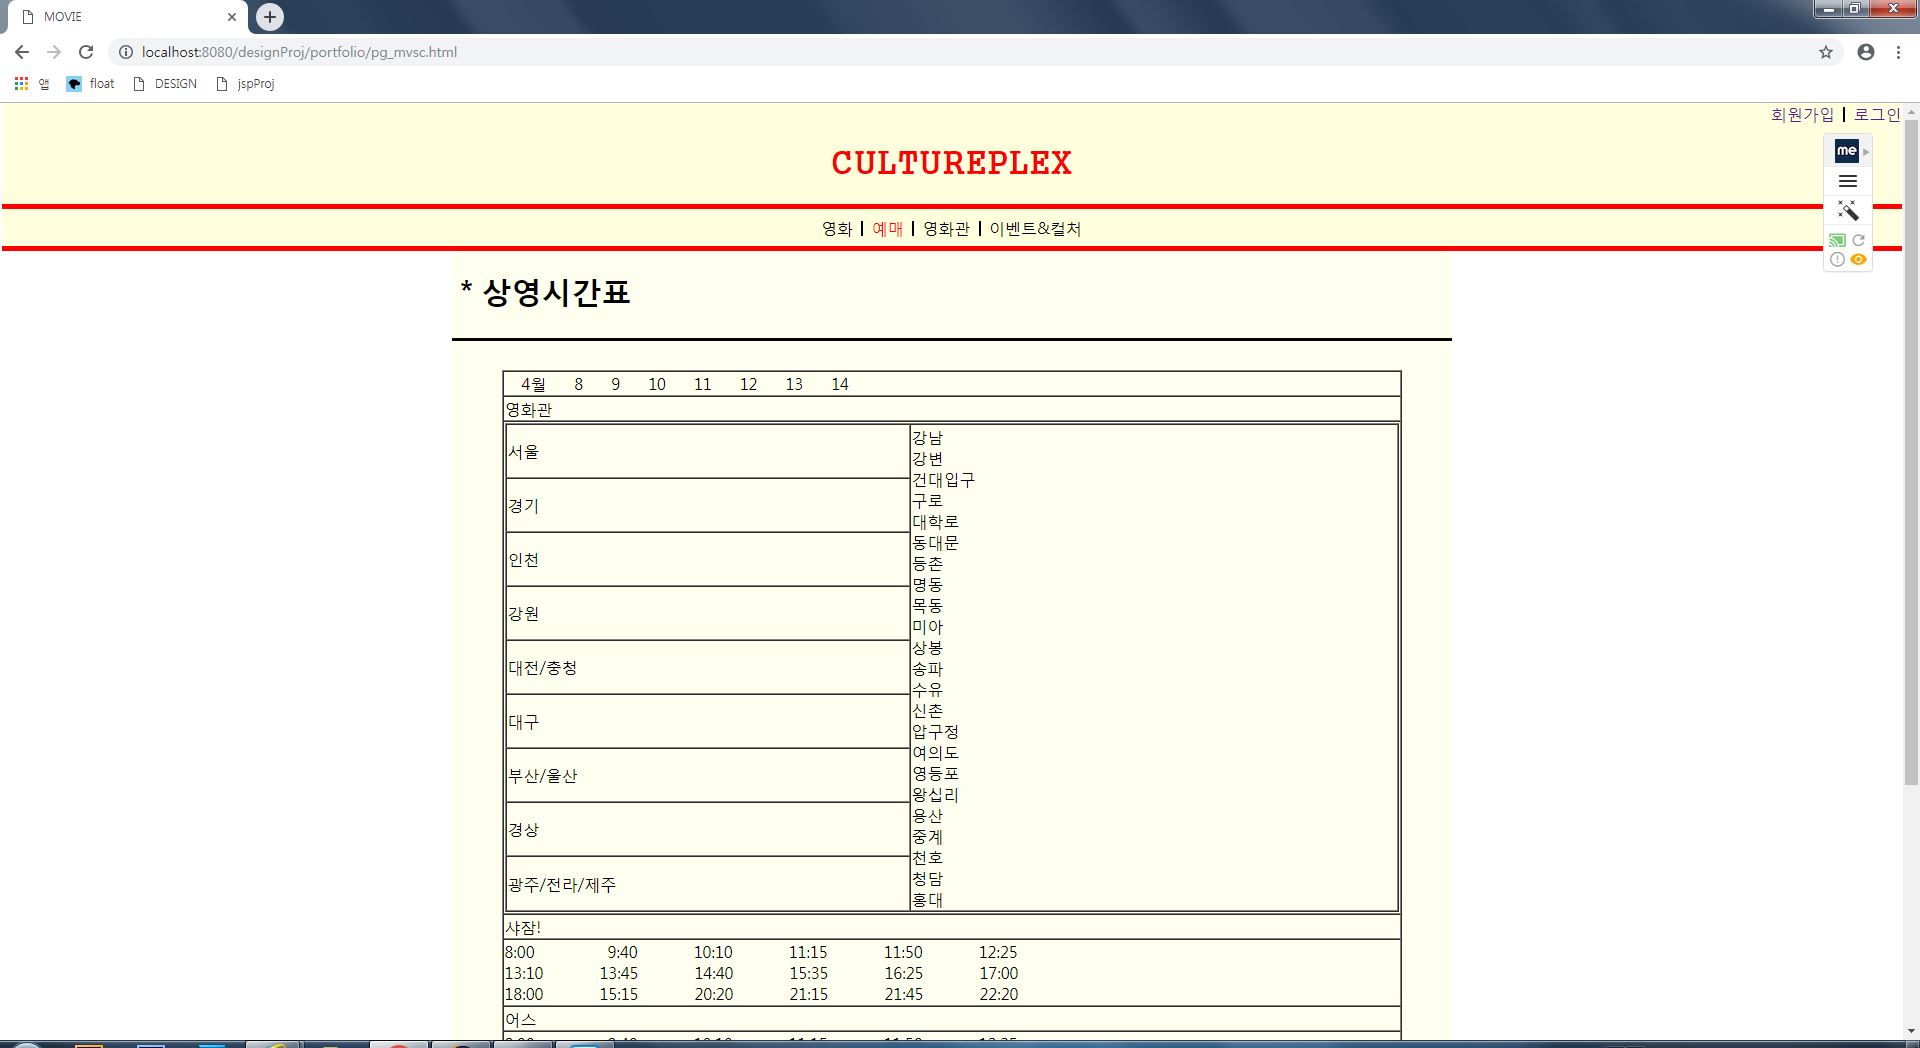 MOVIE
localhost:8080/designProj/portfolio/pg_mvsc.html
앱 float DESIGN jspProj
회원가입 | 로그인
me
CULTUREPLEX
영화 | 예매 | 영화관 | 이벤트&컬처
* 상영시간표
4월 8 9 10 11 12 13 14
영화관
서울
경기
인천
강원
대전/충청
대구
부산/울산
경상
광주/전라/제주
강남
강변
건대입구
구로
대학로
동대문
등촌
명동
목동
미아
상봉
송파
수유
신촌
압구정
여의도
영등포
왕십리
용산
중계
천호
청담
홍대
샤잠!
8:00 9:40 10:10 11:15 11:50 12:25
13:10 13:45 14:40 15:35 16:25 17:00
18:00 15:15 20:20 21:15 21:45 22:20
어스